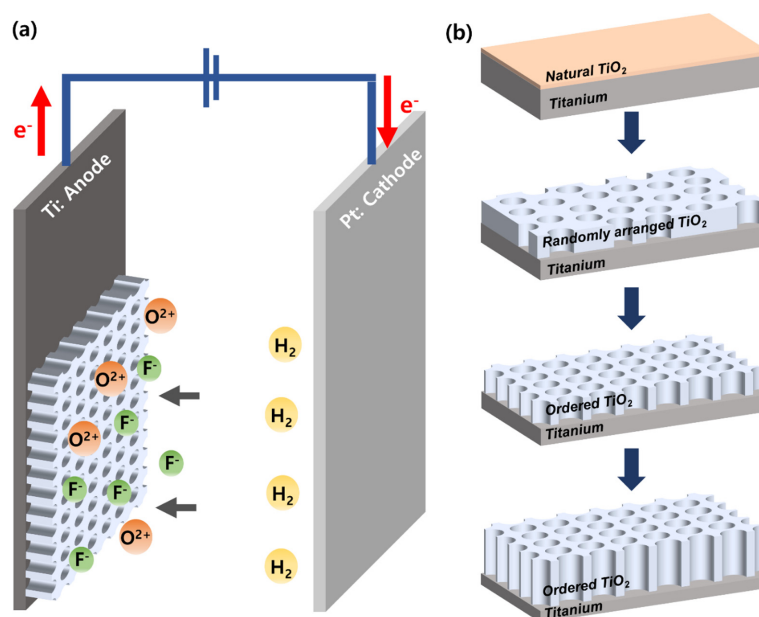 (a)
e⁻
e⁻
Ti: Anode
Pt: Cathode
O²⁺
F⁻
O²⁺
F⁻
O²⁺
F⁻
F⁻
F⁻
O²⁺
F⁻
H₂
H₂
H₂
H₂
(b)
Natural TiO₂
Titanium
Randomly arranged TiO₂
Titanium
Ordered TiO₂
Titanium
Ordered TiO₂
Titanium